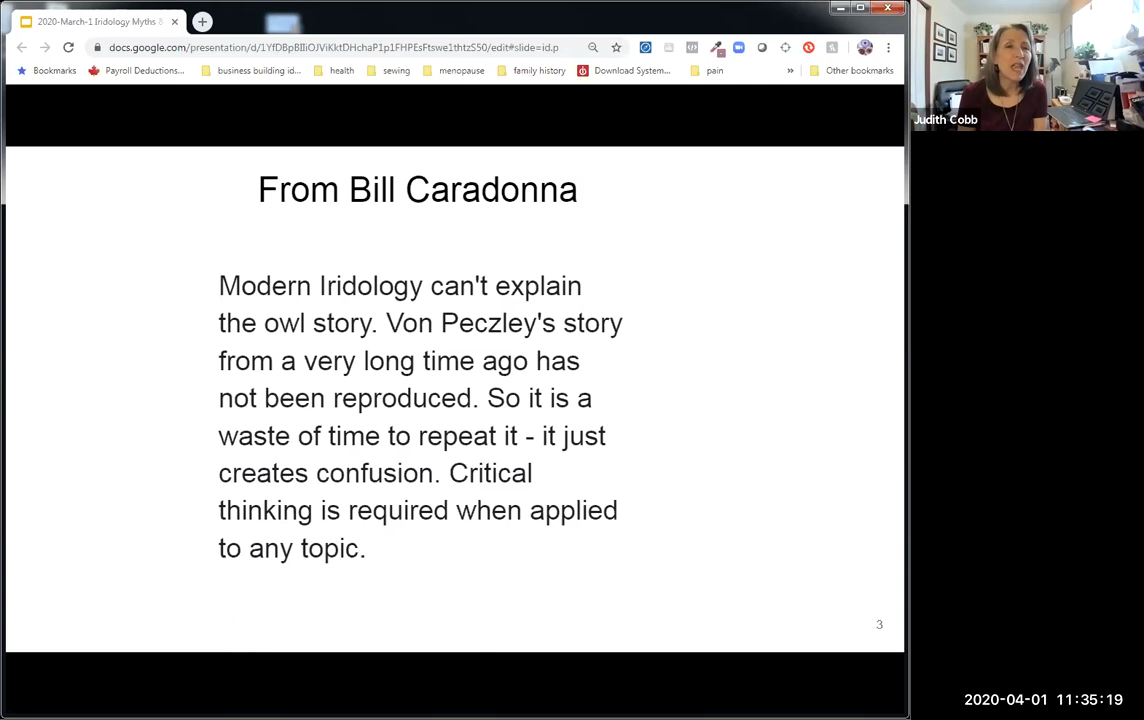 2020-March-1 Iridology Myths &
docs.google.com/presentation/d/1YfDBpBIIiOJViKktDHchaP1p1FHPEsFtswe1thtzS50/edit#slide=id.p
Bookmarks
Payroll Deductions...
business building id...
health
sewing
menopause
family history
Download System...
pain
»
Other bookmarks
Judith Cobb
From Bill Caradonna
Modern Iridology can't explain
the owl story. Von Peczley's story
from a very long time ago has
not been reproduced. So it is a
waste of time to repeat it - it just
creates confusion. Critical
thinking is required when applied
to any topic.
3
2020-04-01 11:35:19